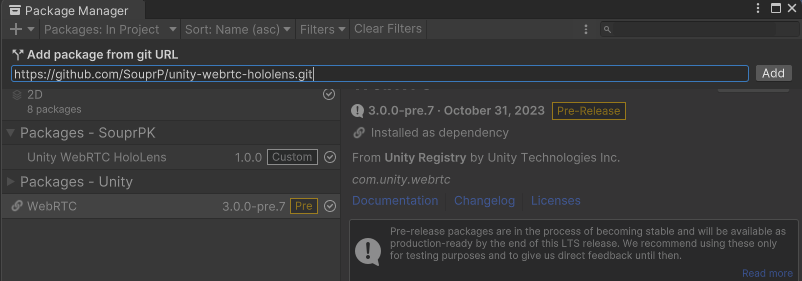 Package Manager
Packages: In Project
Sort: Name (asc)
Filters
Clear Filters
Add package from git URL
https://github.com/SouprP/unity-webrtc-hololens.git
Add
2D
8 packages
Packages - SouprPK
Unity WebRTC HoloLens 1.0.0 Custom
Packages - Unity
WebRTC 3.0.0-pre.7 Pre
3.0.0-pre.7 · October 31, 2023 Pre-Release
Installed as dependency
From Unity Registry by Unity Technologies Inc.
com.unity.webrtc
Documentation Changelog Licenses
Pre-release packages are in the process of becoming stable and will be available as
production-ready by the end of this LTS release. We recommend using these only
for testing purposes and to give us direct feedback until then.
Read more